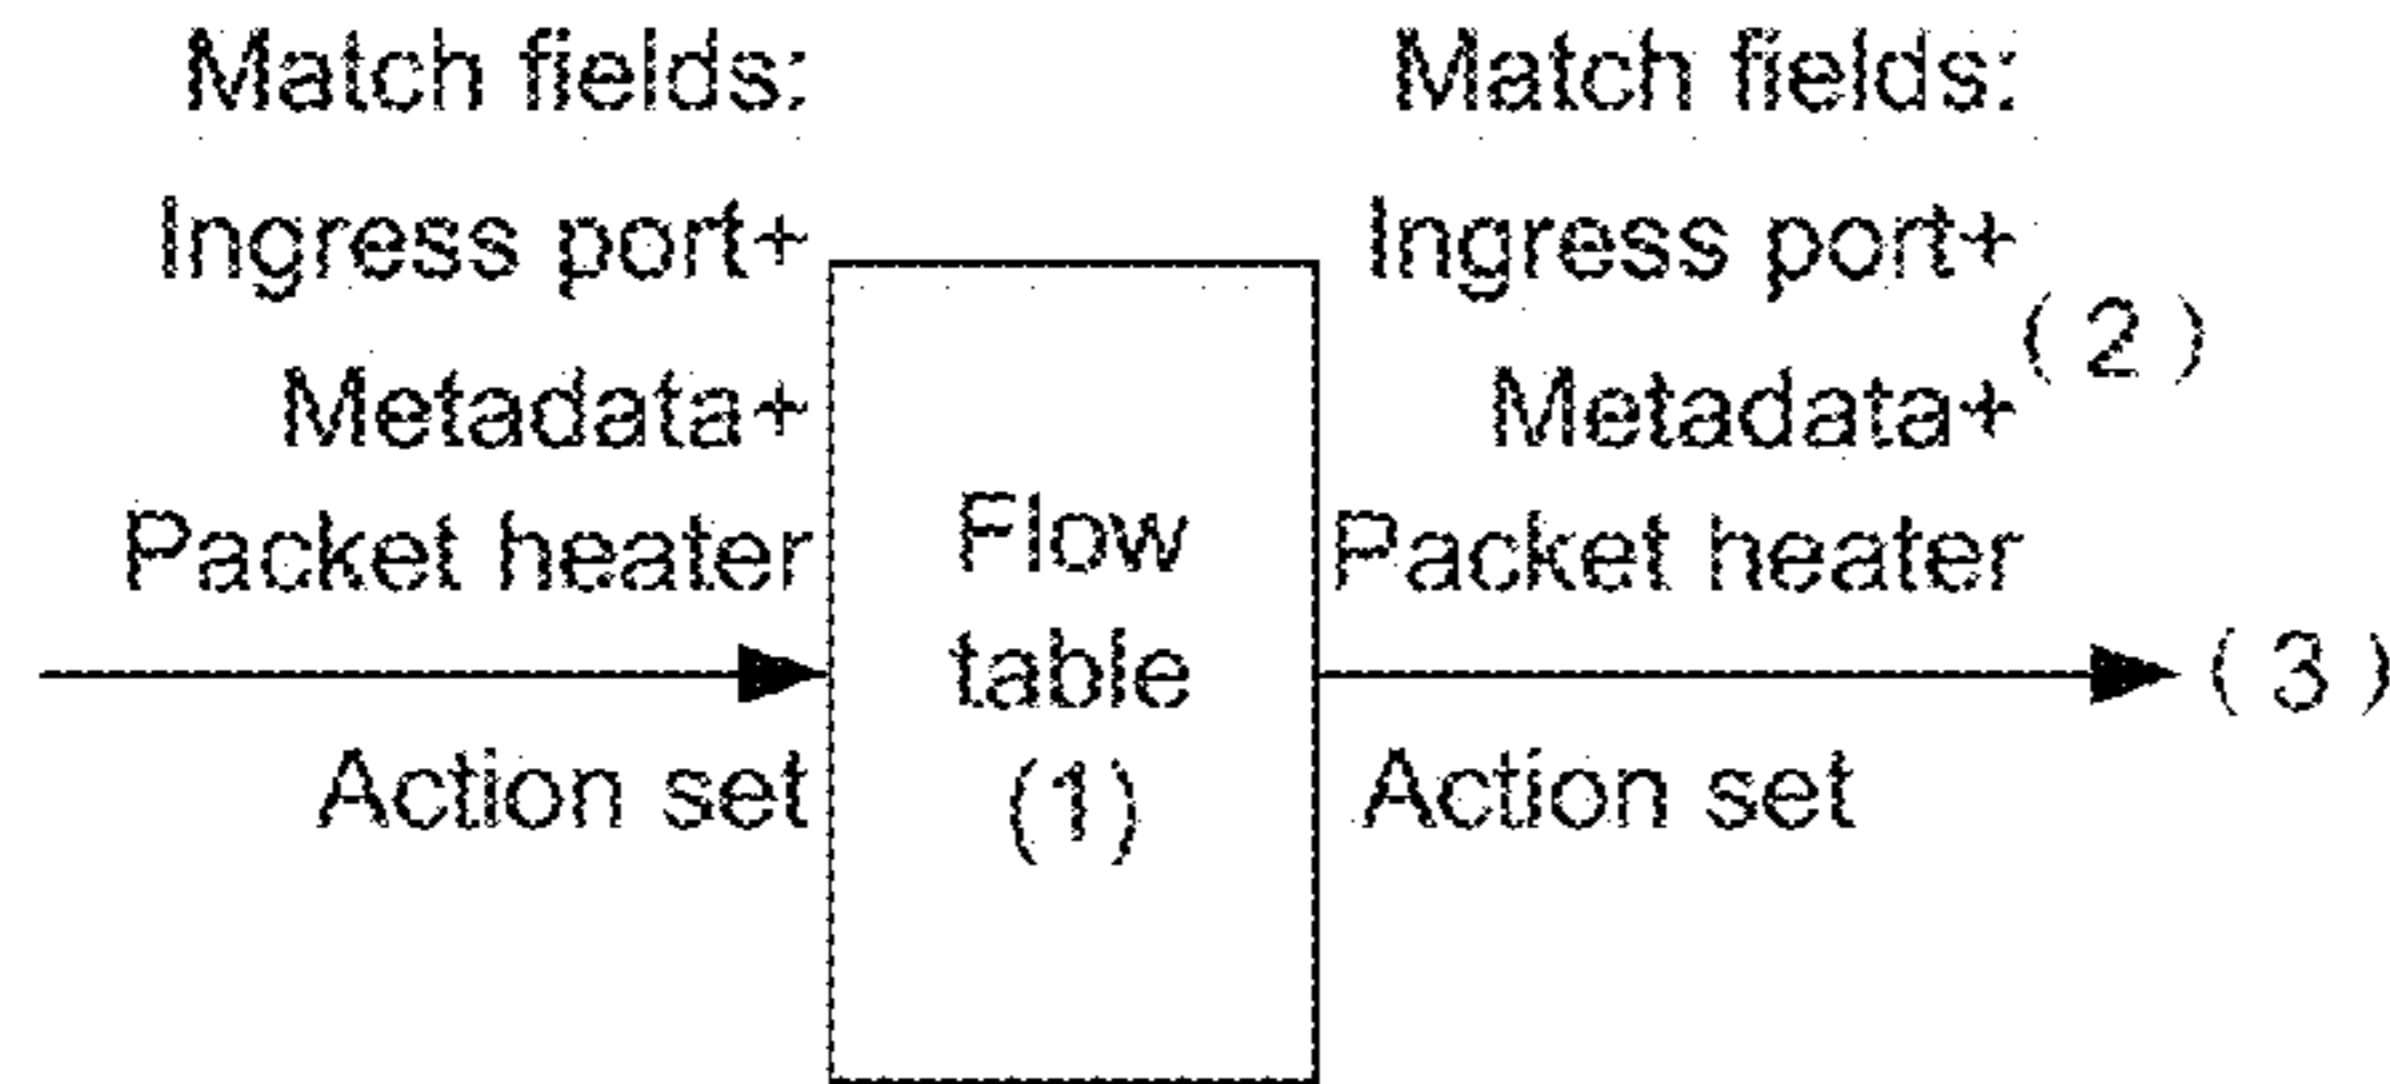 Match fields:
Ingress port+
Metadata+
Packet heater
Action set
Flow
table
(1)
Match fields:
Ingress port+
( 2 )
Metadata+
Packet heater
( 3 )
Action set